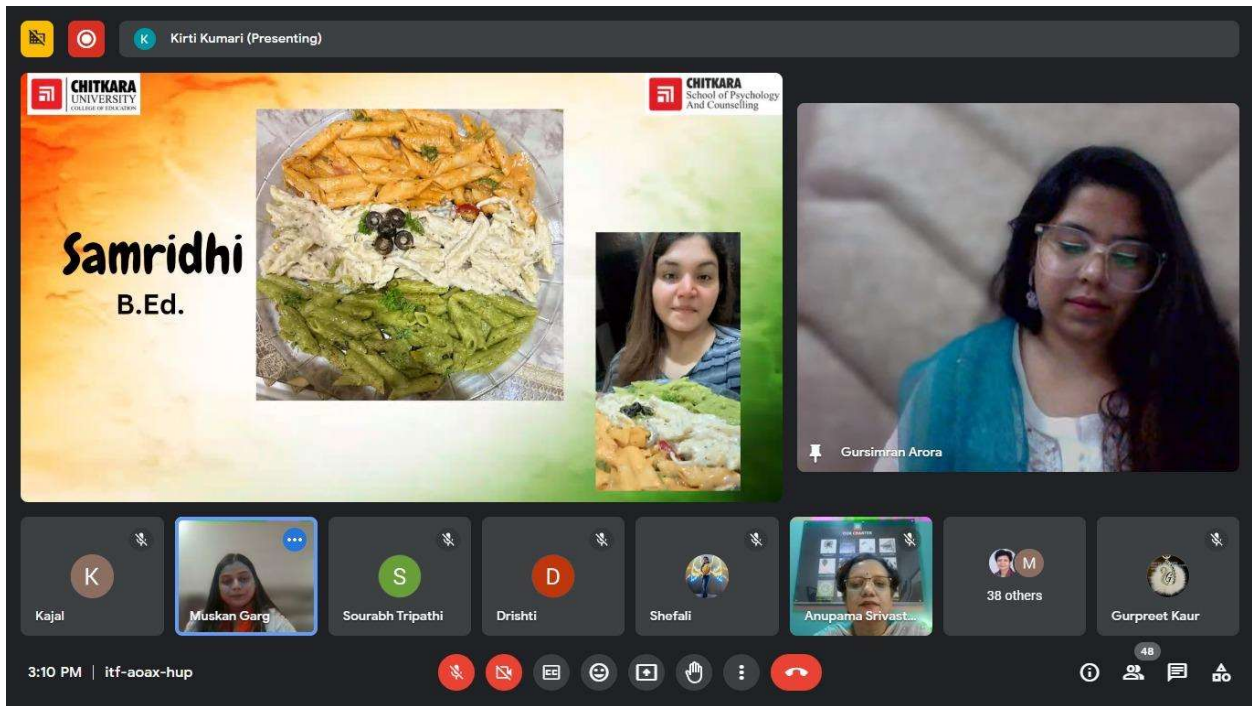 K Kirti Kumari (Presenting)
CHITKARA
UNIVERSITY
COLLEGE OF EDUCATION
CHITKARA
School of Psychology
And Counselling
Samridhi
B.Ed.
Gursimran Arora
K
Kajal
Muskan Garg
S
Sourabh Tripathi
D
Drishti
Shefali
Anupama Srivast...
M
38 others
Gurpreet Kaur
48
3:10 PM | itf-aoax-hup
CC